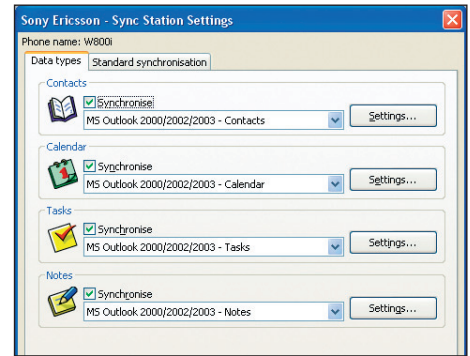 Sony Ericsson - Sync Station Settings
Phone name: W800i
Data types Standard synchronisation
Contacts
Synchronise
MS Outlook 2000/2002/2003 - Contacts Settings...
Calendar
Synchronise
MS Outlook 2000/2002/2003 - Calendar Settings...
Tasks
Synchronise
MS Outlook 2000/2002/2003 - Tasks Settings...
Notes
Synchronise
MS Outlook 2000/2002/2003 - Notes Settings...